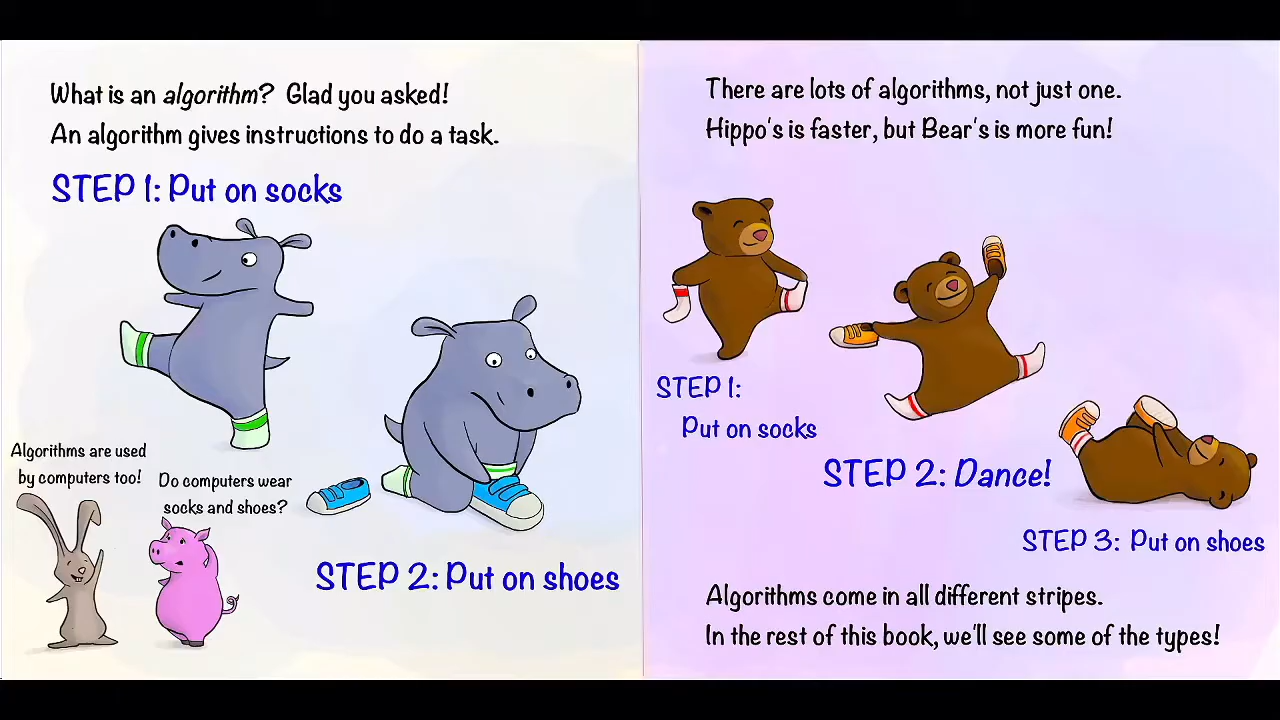 What is an algorithm? Glad you asked!
An algorithm gives instructions to do a task.
STEP 1: Put on socks
Algorithms are used
by computers too!
Do computers wear
socks and shoes?
STEP 2: Put on shoes
There are lots of algorithms, not just one.
Hippo's is faster, but Bear's is more fun!
STEP 1:
Put on socks
STEP 2: Dance!
STEP 3: Put on shoes
Algorithms come in all different stripes.
In the rest of this book, we'll see some of the types!